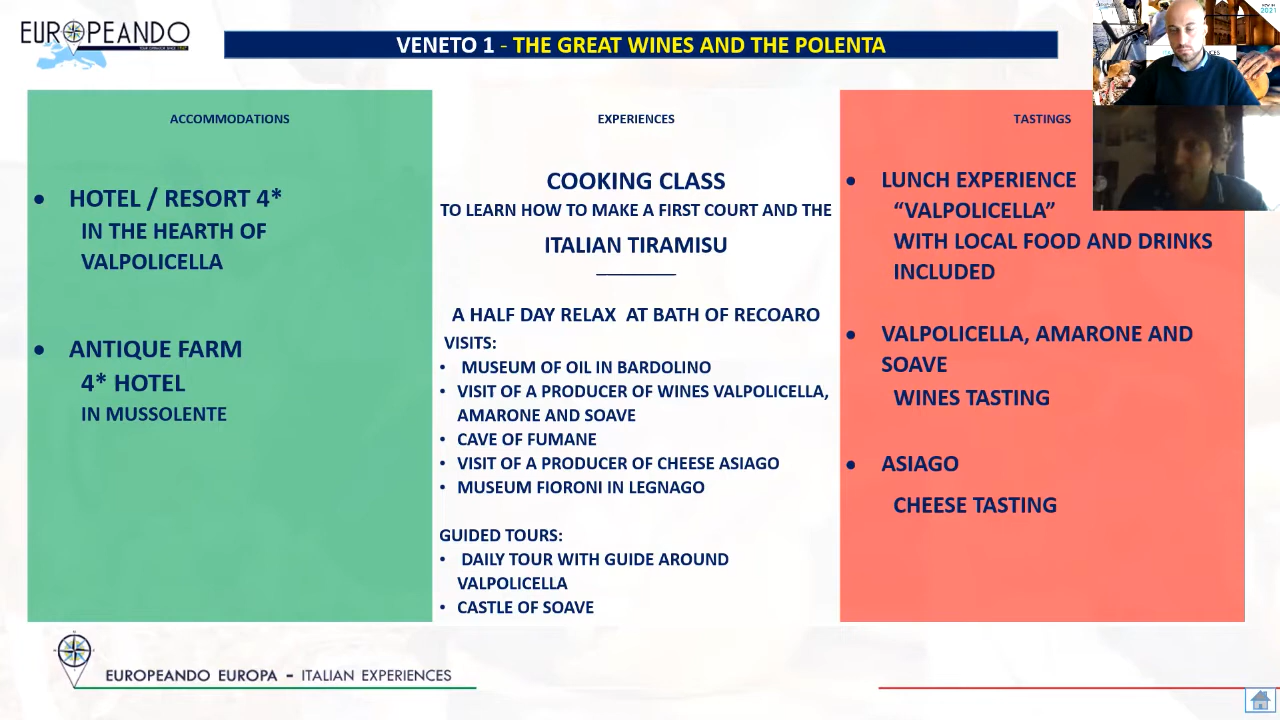 EUROPEANDO
VENETO 1 - THE GREAT WINES AND THE POLENTA
2021
ACCOMMODATIONS
• HOTEL / RESORT 4*
IN THE HEARTH OF
VALPOLICELLA
• ANTIQUE FARM
4* HOTEL
IN MUSSOLENTE
EXPERIENCES
COOKING CLASS
TO LEARN HOW TO MAKE A FIRST COURT AND THE
ITALIAN TIRAMISU
A HALF DAY RELAX AT BATH OF RECOARO
VISITS:
• MUSEUM OF OIL IN BARDOLINO
• VISIT OF A PRODUCER OF WINES VALPOLICELLA,
AMARONE AND SOAVE
• CAVE OF FUMANE
• VISIT OF A PRODUCER OF CHEESE ASIAGO
• MUSEUM FIORONI IN LEGNAGO
GUIDED TOURS:
• DAILY TOUR WITH GUIDE AROUND
VALPOLICELLA
• CASTLE OF SOAVE
TASTINGS
• LUNCH EXPERIENCE
“VALPOLICELLA”
WITH LOCAL FOOD AND DRINKS
INCLUDED
• VALPOLICELLA, AMARONE AND
SOAVE
WINES TASTING
• ASIAGO
CHEESE TASTING
EUROPEANDO EUROPA – ITALIAN EXPERIENCES